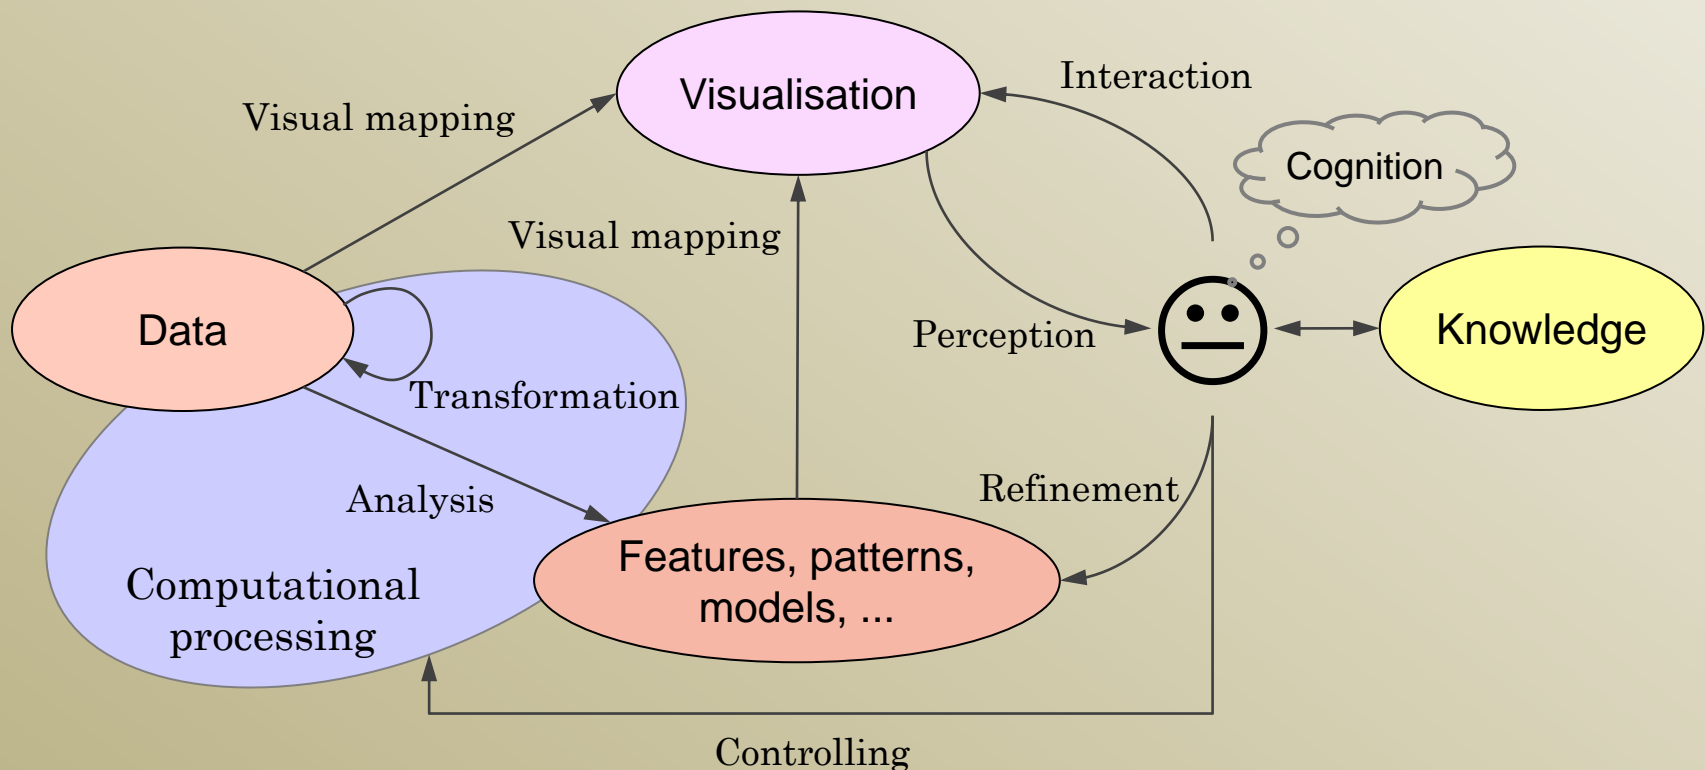 Visualisation
Interaction
Visual mapping
Cognition
Visual mapping
Data
Perception
Knowledge
Transformation
Analysis
Refinement
Features, patterns,
models, ...
Computational
processing
Controlling